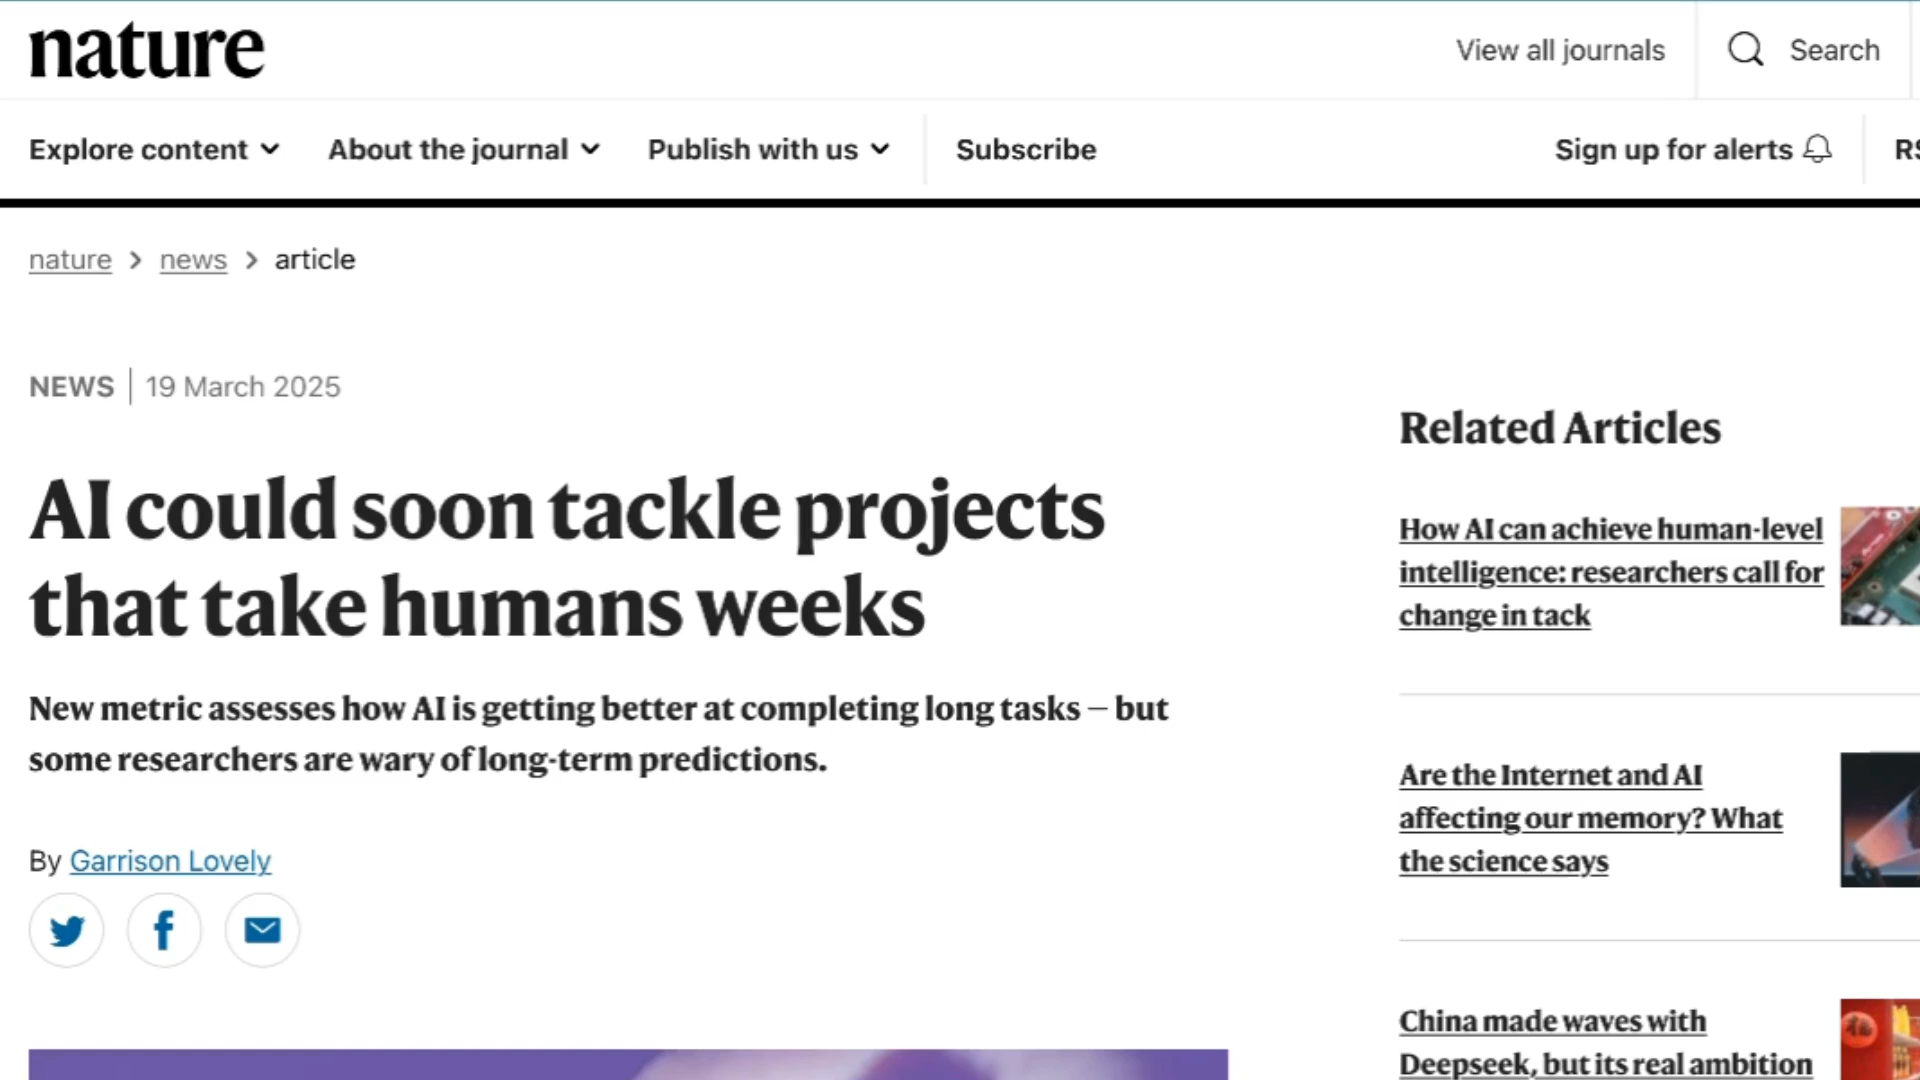 nature
View all journals
Search
Explore content
About the journal
Publish with us
Subscribe
Sign up for alerts
nature > news > article
NEWS | 19 March 2025
AI could soon tackle projects
that take humans weeks
New metric assesses how AI is getting better at completing long tasks — but
some researchers are wary of long-term predictions.
By Garrison Lovely
Related Articles
How AI can achieve human-level
intelligence: researchers call for
change in tack
Are the Internet and AI
affecting our memory? What
the science says
China made waves with
Deepseek, but its real ambition